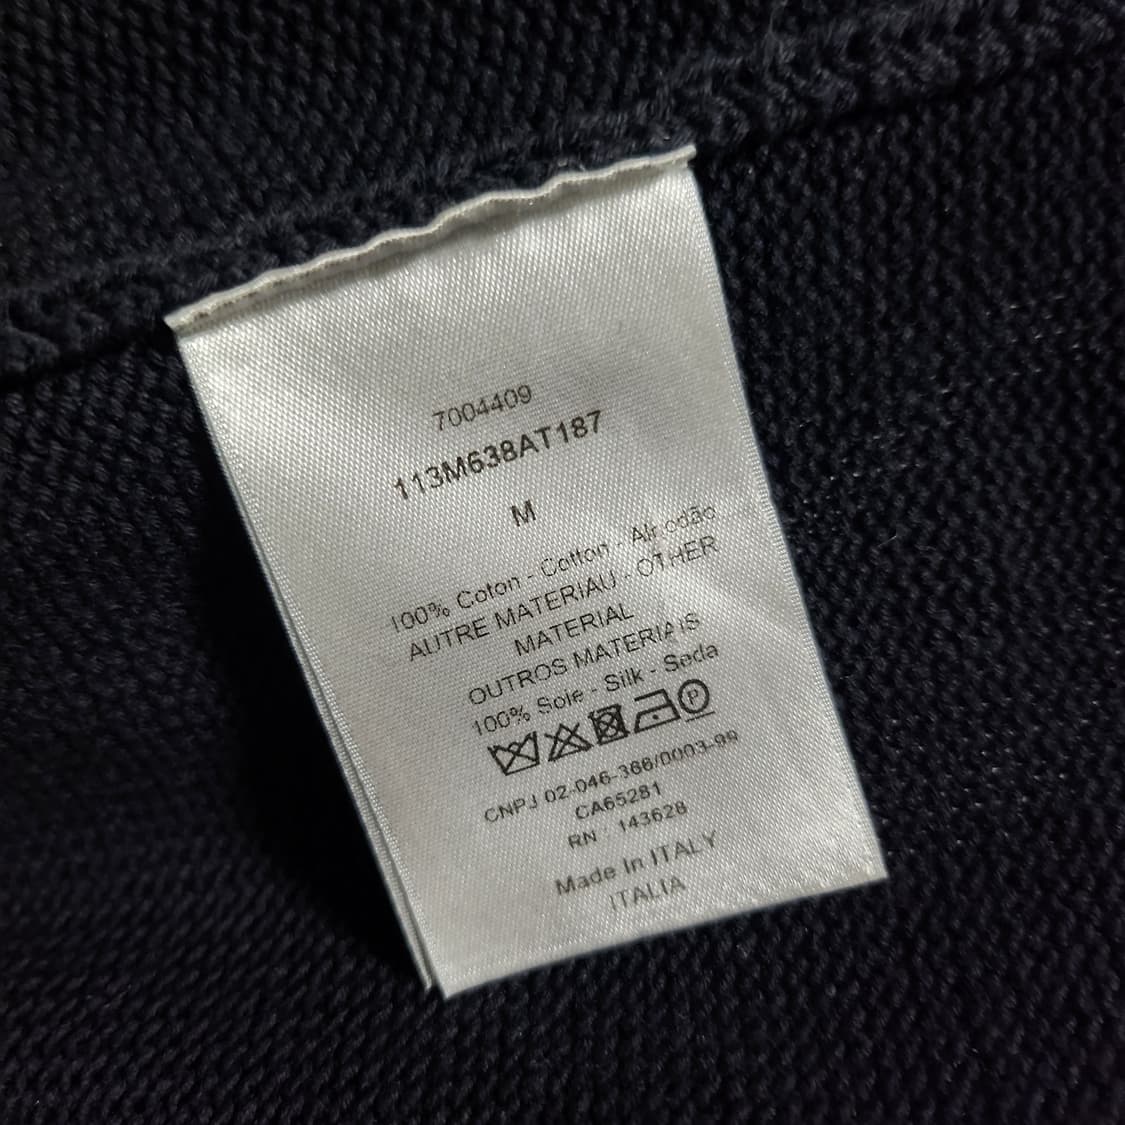 7004409
113M638AT187
M
100% Coton - Cotton - Algodão
AUTRE MATERIAU - OTHER
MATERIAL
OUTROS MATERIAIS
100% Soie - Silk - Seda
P
CNPJ 02-046-366/0003-99
CA65281
RN : 143628
Made in ITALY
ITALIA